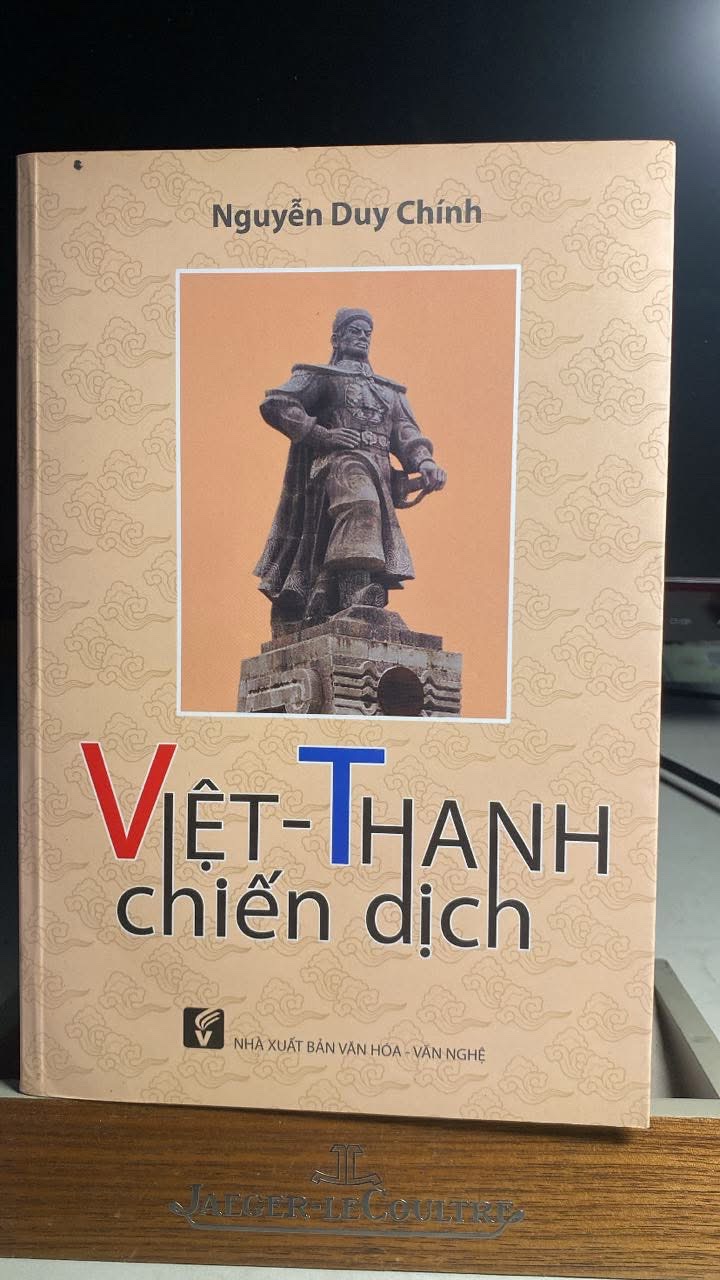 Nguyễn Duy Chính
VIỆT-THANH
chiến dịch
V
NHÀ XUẤT BẢN VĂN HÓA - VĂN NGHỆ
JAEGER-LECOULTRE